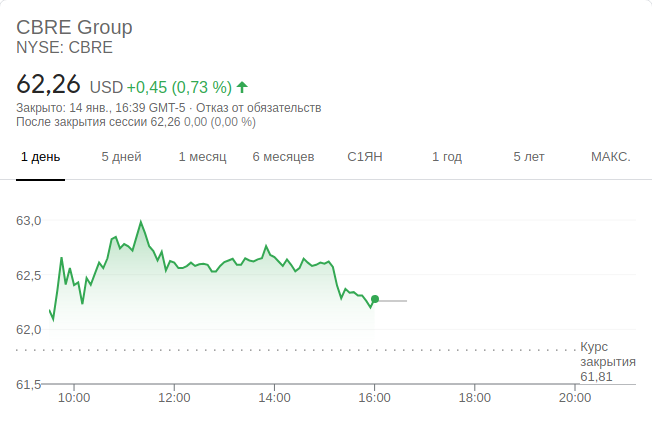 CBRE Group
NYSE: CBRE
62,26 USD +0,45 (0,73 %)
Закрыто: 14 янв., 16:39 GMT-5 · Отказ от обязательств
После закрытия сессии 62,26 0,00 (0,00 %)
1 день 5 дней 1 месяц 6 месяцев С1ЯН 1 год 5 лет МАКС.
63,0
62,5
62,0
Курс
закрытия
61,81
61,5
10:00 12:00 14:00 16:00 18:00 20:00